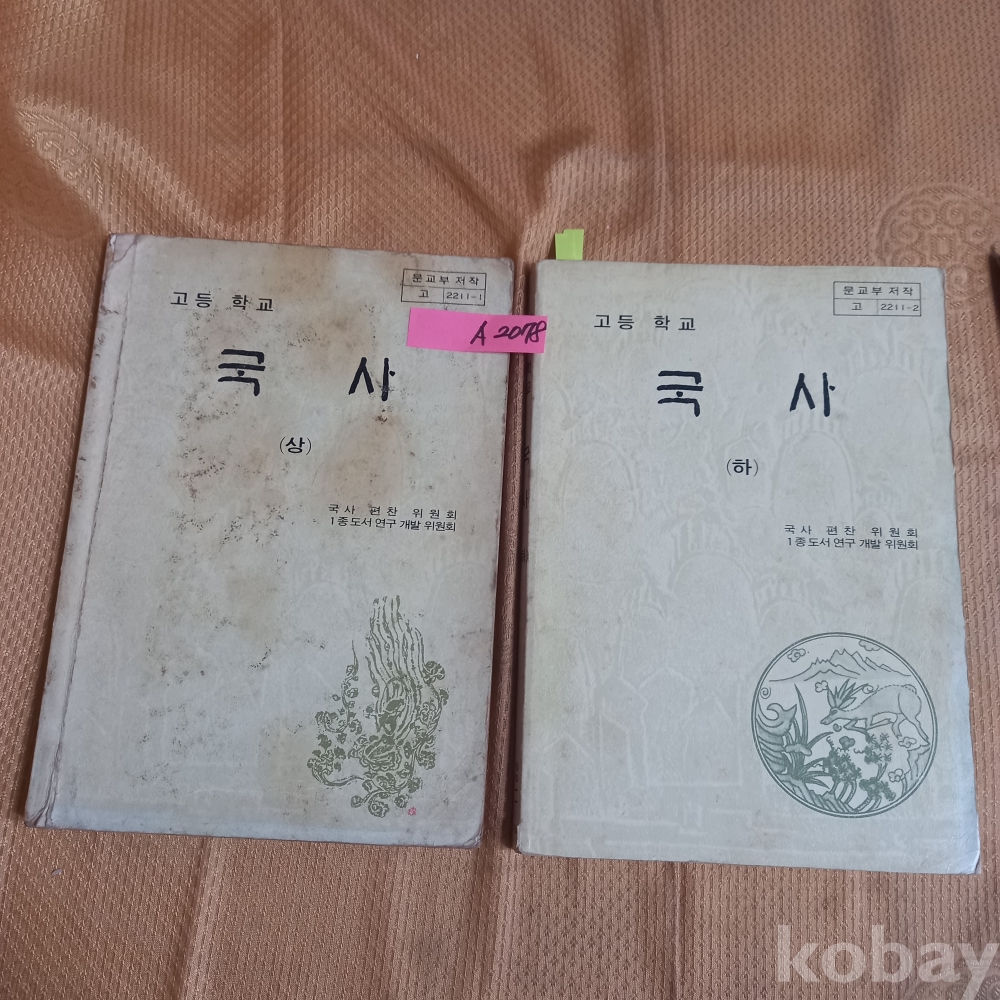 문교부 저작
고 2211-1
고등 학교
A2078
국 사
(상)
국 사 편 찬 위 원 회
1종 도서 연구 개발 위원회
문교부 저작
고 2211-2
고등 학교
국 사
(하)
국 사 편 찬 위 원 회
1종 도서 연구 개발 위원회
kobay